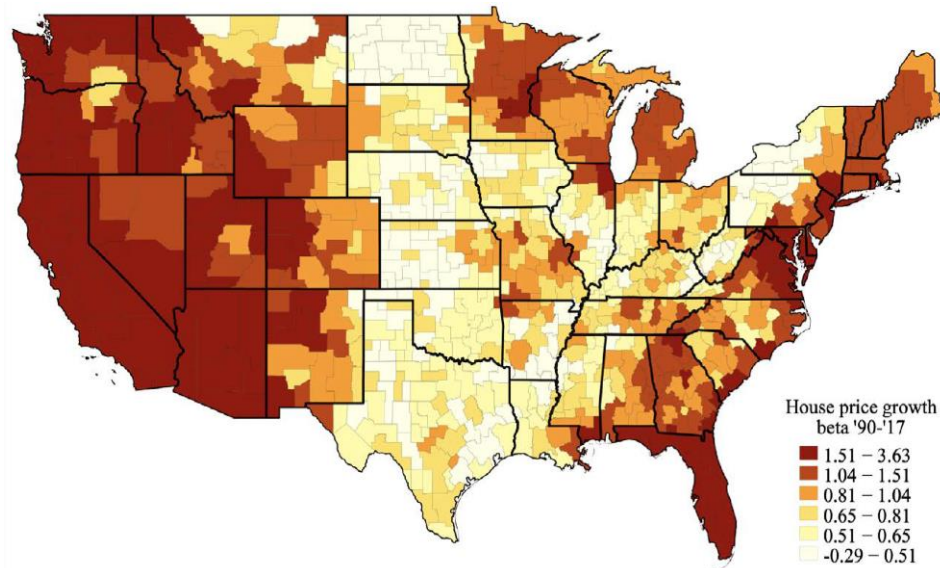 House price growth
beta '90-'17
1.51 – 3.63
1.04 – 1.51
0.81 – 1.04
0.65 – 0.81
0.51 – 0.65
-0.29 – 0.51